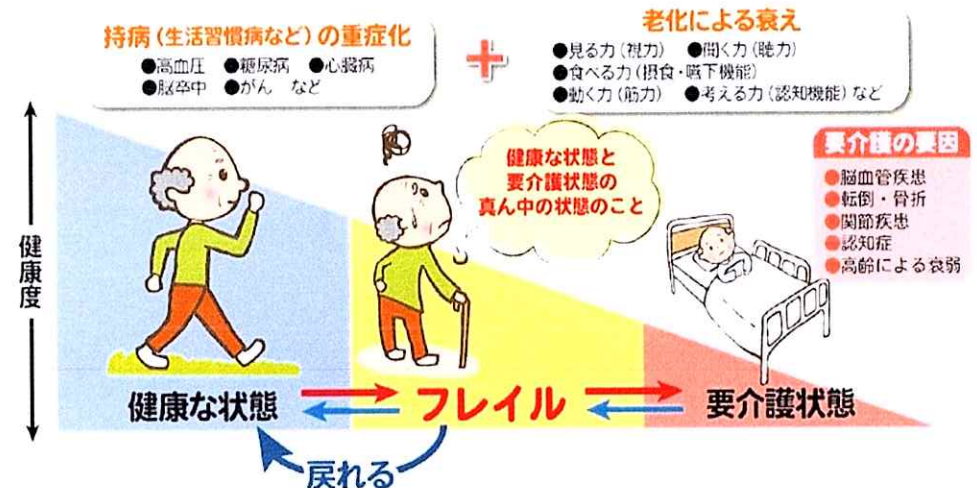 持病(生活習慣病など)の重症化
●高血圧 ●糖尿病 ●心臓病
●脳卒中 ●がん など
+
老化による衰え
●見る力(視力) ●聞く力(聴力)
●食べる力(摂食・嚥下機能)
●動く力(筋力) ●考える力(認知機能)など
健康度
健康な状態と
要介護状態の
真ん中の状態のこと
要介護の要因
●脳血管疾患
●転倒・骨折
●関節疾患
●認知症
●高齢による衰弱
健康な状態
フレイル
要介護状態
戻れる